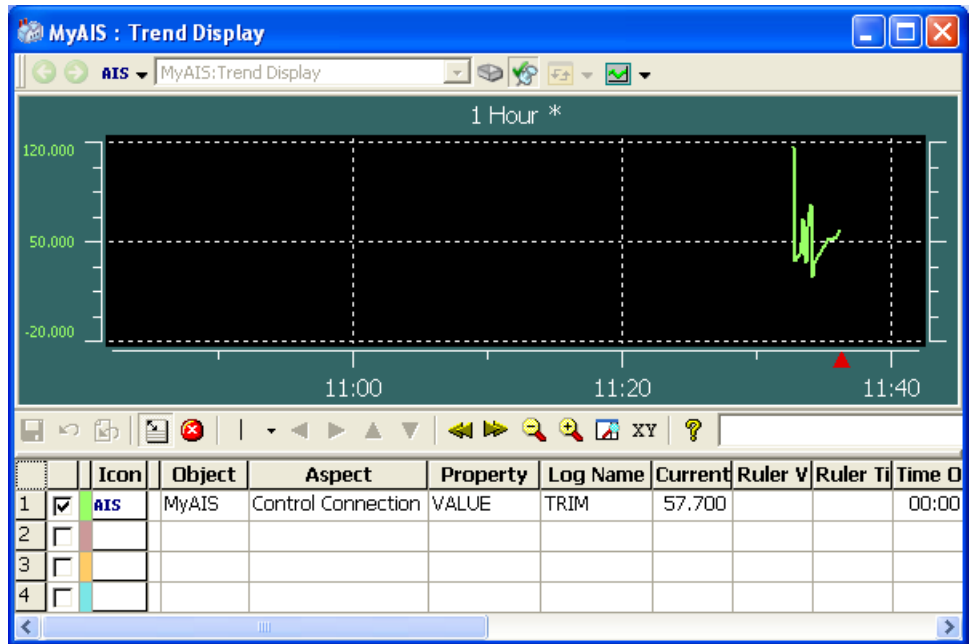 MyAIS : Trend Display
AIS MyAIS:Trend Display
1 Hour *
120.000
50.000
-20.000
11:00 11:20 11:40
XY ?
Icon Object Aspect Property Log Name Current Ruler V Ruler Ti Time O
1 AIS MyAIS Control Connection VALUE TRIM 57.700 00:00
2
3
4